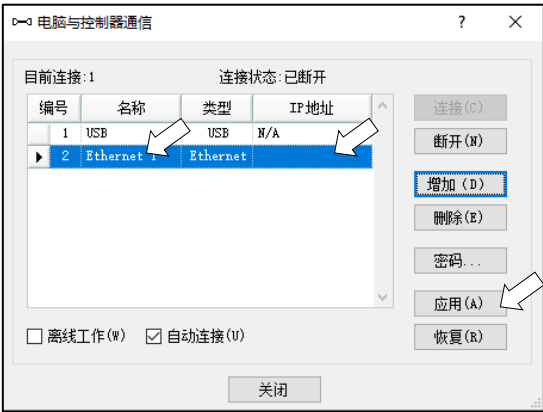 电脑与控制器通信
目前连接:1 连接状态:已断开
编号 名称 类型 IP地址
1 USB USB N/A
2 Ethernet 1 Ethernet
连接(C)
断开(N)
增加 (D)
删除(E)
密码...
应用(A)
恢复(R)
离线工作(W) 自动连接(U)
关闭